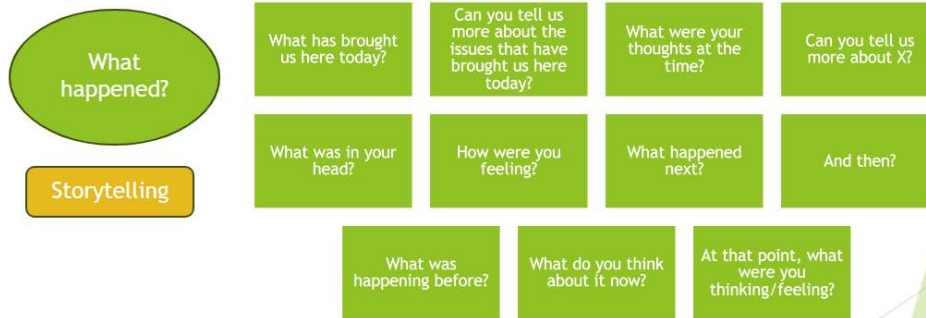 What
happened?
Storytelling
What has brought
us here today?
Can you tell us
more about the
issues that have
brought us here
today?
What were your
thoughts at the
time?
Can you tell us
more about X?
What was in your
head?
How were you
feeling?
What happened
next?
And then?
What was
happening before?
What do you think
about it now?
At that point, what
were you
thinking/feeling?